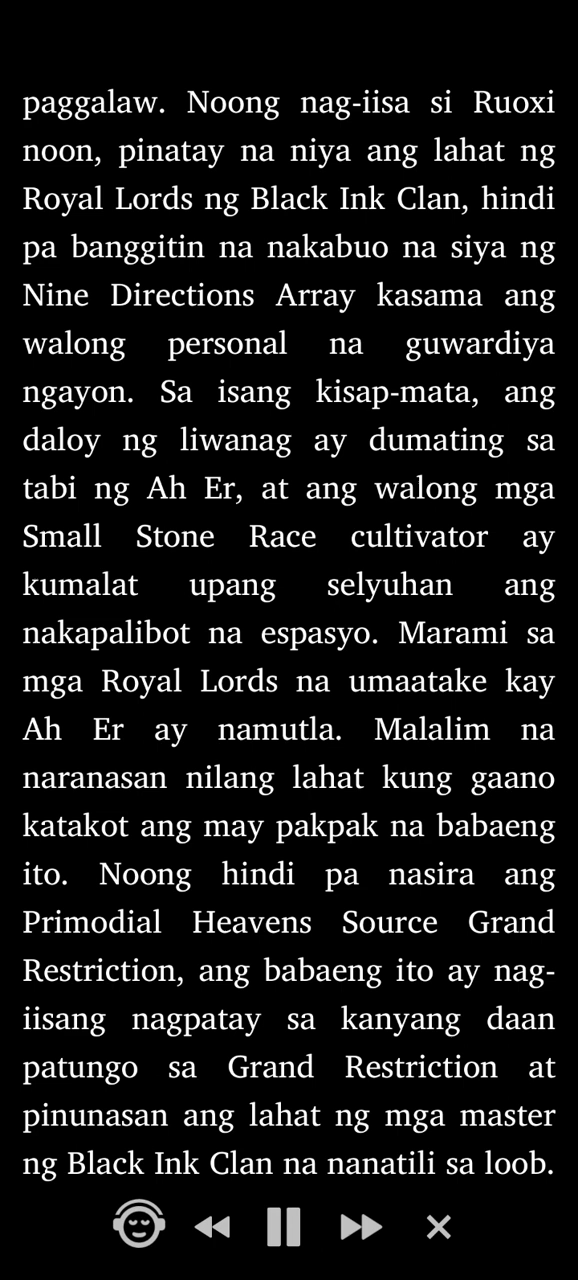 paggalaw. Noong nag-iisa si Ruoxi
noon, pinatay na niya ang lahat ng
Royal Lords ng Black Ink Clan, hindi
pa banggitin na nakabuo na siya ng
Nine Directions Array kasama ang
walong personal na guwardiya
ngayon. Sa isang kisap-mata, ang
daloy ng liwanag ay dumating sa
tabi ng Ah Er, at ang walong mga
Small Stone Race cultivator ay
kumalat upang selyuhan ang
nakapalibot na espasyo. Marami sa
mga Royal Lords na umaatake kay
Ah Er ay namutla. Malalim na
naranasan nilang lahat kung gaano
katakot ang may pakpak na babaeng
ito. Noong hindi pa nasira ang
Primodial Heavens Source Grand
Restriction, ang babaeng ito ay nag-
iisang nagpatay sa kanyang daan
patungo sa Grand Restriction at
pinunasan ang lahat ng mga master
ng Black Ink Clan na nanatili sa loob.